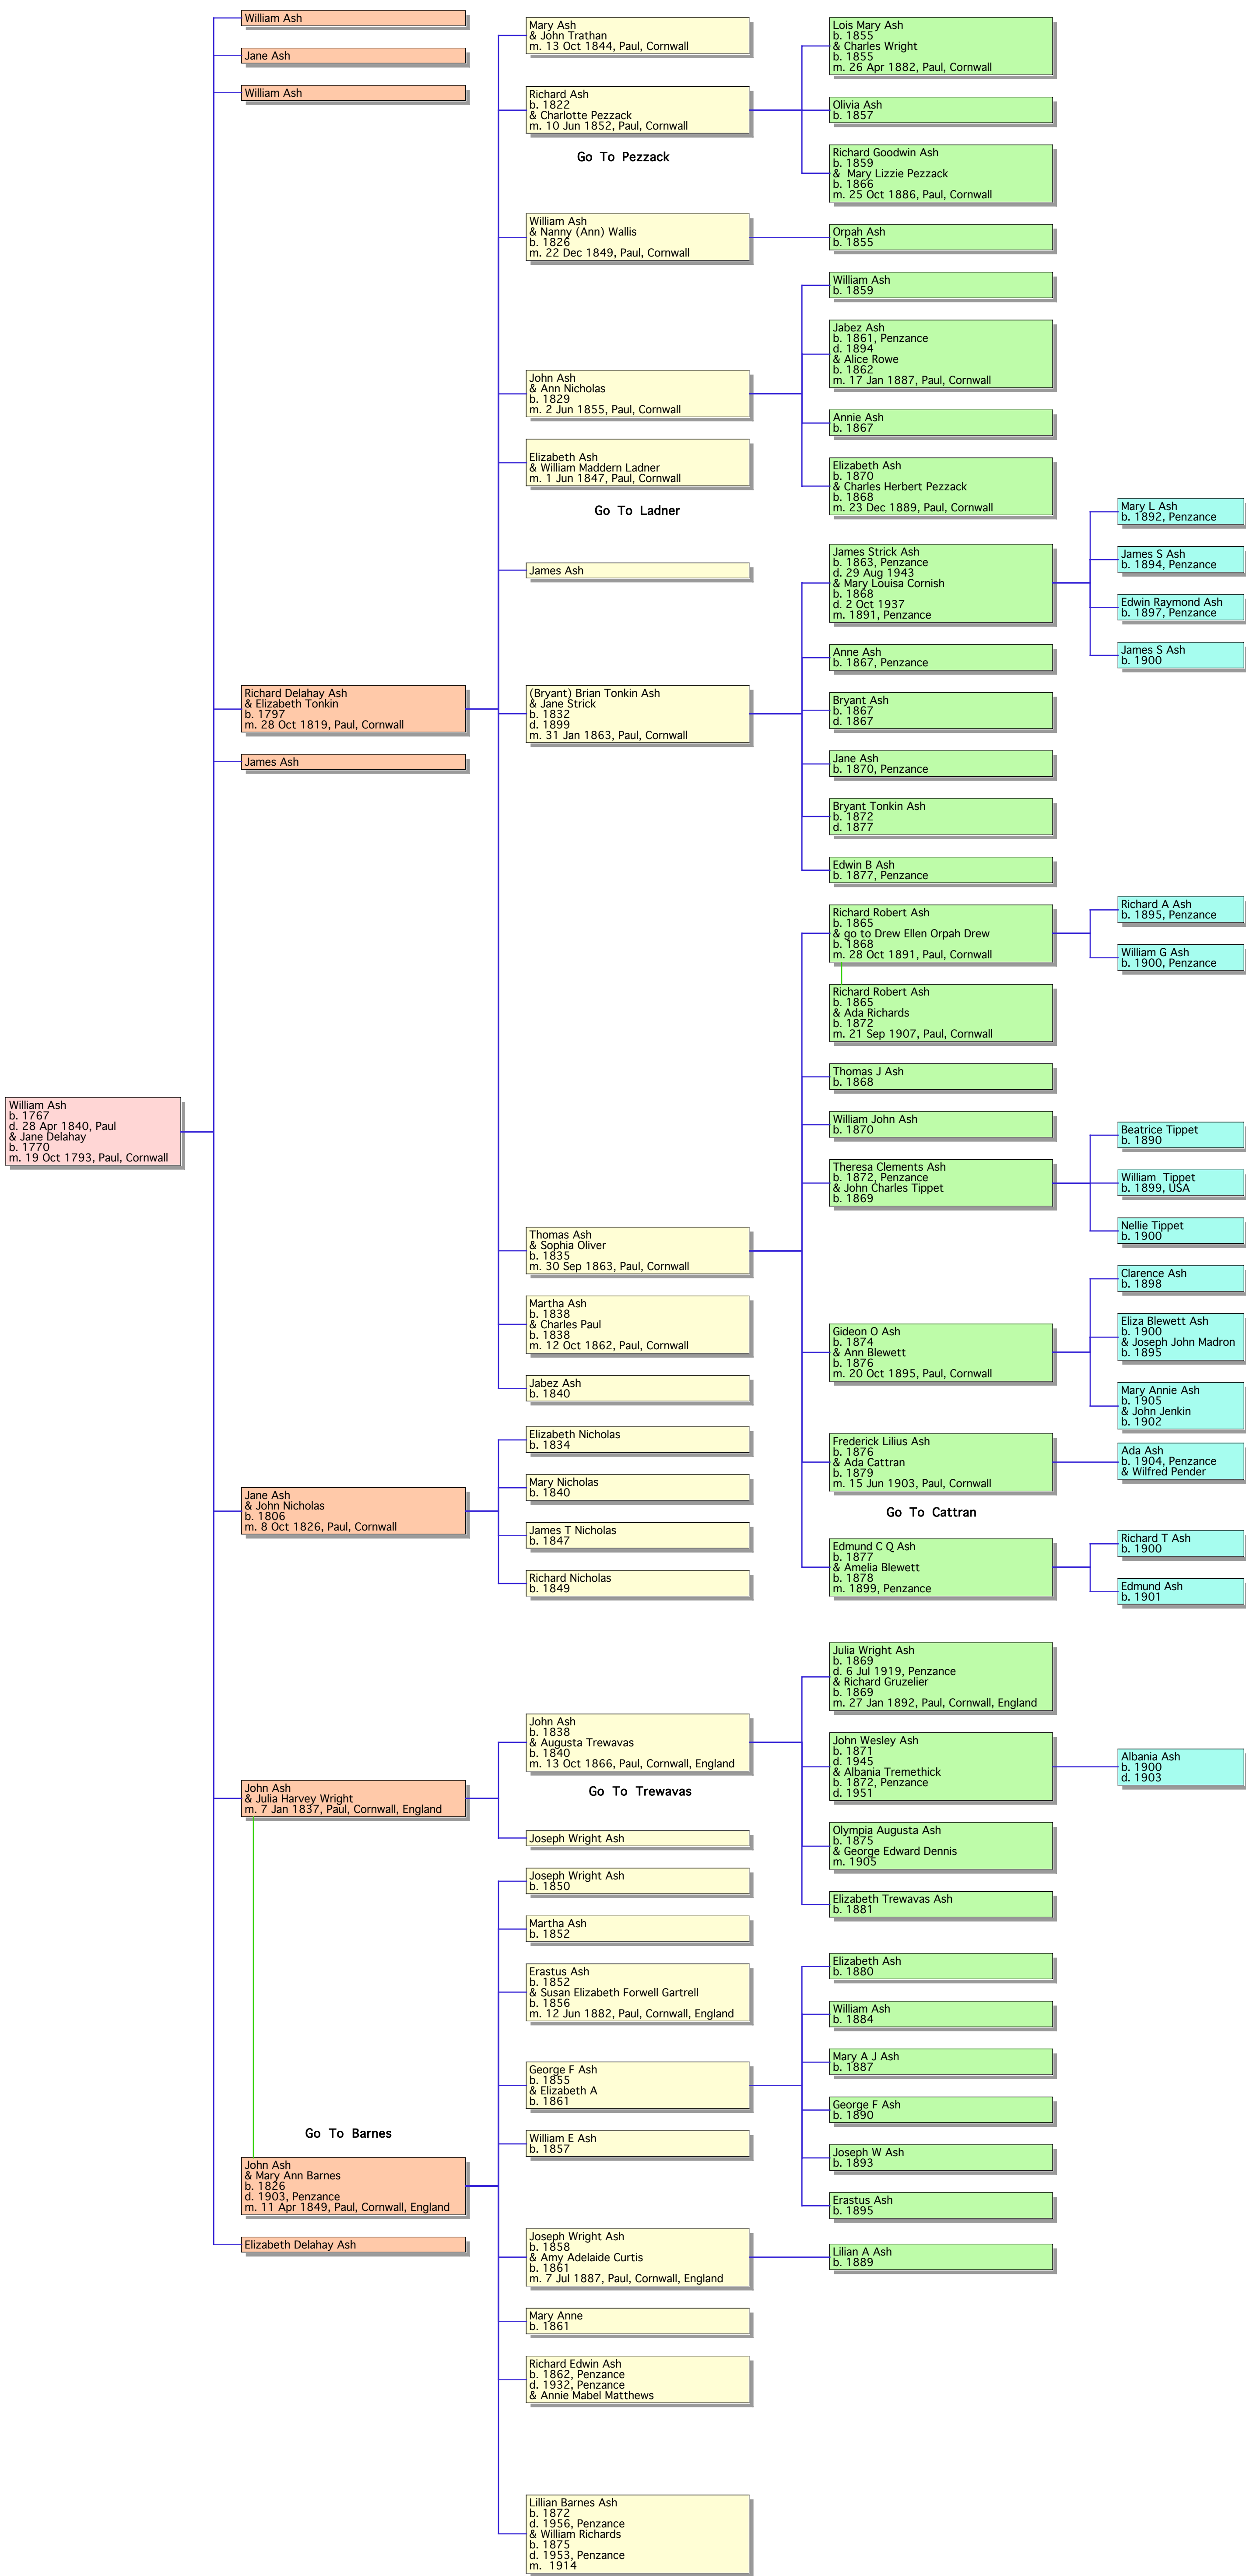 William Ash
b. 1767
d. 28 Apr 1840, Paul
& Jane Delahay
b. 1770
m. 19 Oct 1793, Paul, Cornwall
William Ash
Jane Ash
William Ash
Richard Delahay Ash
& Elizabeth Tonkin
b. 1797
m. 28 Oct 1819, Paul, Cornwall
James Ash
Jane Ash
& John Nicholas
b. 1806
m. 8 Oct 1826, Paul, Cornwall
John Ash
& Julia Harvey Wright
m. 7 Jan 1837, Paul, Cornwall, England
Go To Barnes
John Ash
& Mary Ann Barnes
b. 1826
d. 1903, Penzance
m. 11 Apr 1849, Paul, Cornwall, England
Elizabeth Delahay Ash
Mary Ash
& John Trathan
m. 13 Oct 1844, Paul, Cornwall
Richard Ash
b. 1822
& Charlotte Pezzack
m. 10 Jun 1852, Paul, Cornwall
Go To Pezzack
William Ash
& Nanny (Ann) Wallis
b. 1826
m. 22 Dec 1849, Paul, Cornwall
John Ash
& Ann Nicholas
b. 1829
m. 2 Jun 1855, Paul, Cornwall
Elizabeth Ash
& William Maddern Ladner
m. 1 Jun 1847, Paul, Cornwall
Go To Ladner
James Ash
(Bryant) Brian Tonkin Ash
& Jane Strick
b. 1832
d. 1899
m. 31 Jan 1863, Paul, Cornwall
Thomas Ash
& Sophia Oliver
b. 1835
m. 30 Sep 1863, Paul, Cornwall
Martha Ash
b. 1838
& Charles Paul
b. 1838
m. 12 Oct 1862, Paul, Cornwall
Jabez Ash
b. 1840
Elizabeth Nicholas
b. 1834
Mary Nicholas
b. 1840
James T Nicholas
b. 1847
Richard Nicholas
b. 1849
John Ash
b. 1838
& Augusta Trewavas
b. 1840
m. 13 Oct 1866, Paul, Cornwall, England
Go To Trewavas
Joseph Wright Ash
Joseph Wright Ash
b. 1850
Martha Ash
b. 1852
Erastus Ash
b. 1852
& Susan Elizabeth Forwell Gartrell
b. 1856
m. 12 Jun 1882, Paul, Cornwall, England
George F Ash
b. 1855
& Elizabeth A
b. 1861
William E Ash
b. 1857
Joseph Wright Ash
b. 1858
& Amy Adelaide Curtis
b. 1861
m. 7 Jul 1887, Paul, Cornwall, England
Mary Anne
b. 1861
Richard Edwin Ash
b. 1862, Penzance
d. 1932, Penzance
& Annie Mabel Matthews
Lillian Barnes Ash
b. 1872
d. 1956, Penzance
& William Richards
b. 1875
d. 1953, Penzance
m. 1914
Lois Mary Ash
b. 1855
& Charles Wright
b. 1855
m. 26 Apr 1882, Paul, Cornwall
Olivia Ash
b. 1857
Richard Goodwin Ash
b. 1859
& Mary Lizzie Pezzack
b. 1866
m. 25 Oct 1886, Paul, Cornwall
Orpah Ash
b. 1855
William Ash
b. 1859
Jabez Ash
b. 1861, Penzance
d. 1894
& Alice Rowe
b. 1862
m. 17 Jan 1887, Paul, Cornwall
Annie Ash
b. 1867
Elizabeth Ash
b. 1870
& Charles Herbert Pezzack
b. 1868
m. 23 Dec 1889, Paul, Cornwall
James Strick Ash
b. 1863, Penzance
d. 29 Aug 1943
& Mary Louisa Cornish
b. 1868
d. 2 Oct 1937
m. 1891, Penzance
Anne Ash
b. 1867, Penzance
Bryant Ash
b. 1867
d. 1867
Jane Ash
b. 1870, Penzance
Bryant Tonkin Ash
b. 1872
d. 1877
Edwin B Ash
b. 1877, Penzance
Richard Robert Ash
b. 1865
& go to Drew Ellen Orpah Drew
b. 1868
m. 28 Oct 1891, Paul, Cornwall
Richard Robert Ash
b. 1865
& Ada Richards
b. 1872
m. 21 Sep 1907, Paul, Cornwall
Thomas J Ash
b. 1868
William John Ash
b. 1870
Theresa Clements Ash
b. 1872, Penzance
& John Charles Tippet
b. 1869
Gideon O Ash
b. 1874
& Ann Blewett
b. 1876
m. 20 Oct 1895, Paul, Cornwall
Frederick Lilius Ash
b. 1876
& Ada Cattran
b. 1879
m. 15 Jun 1903, Paul, Cornwall
Go To Cattran
Edmund C Q Ash
b. 1877
& Amelia Blewett
b. 1878
m. 1899, Penzance
Julia Wright Ash
b. 1869
d. 6 Jul 1919, Penzance
& Richard Gruzelier
b. 1869
m. 27 Jan 1892, Paul, Cornwall, England
John Wesley Ash
b. 1871
d. 1945
& Albania Tremethick
b. 1872, Penzance
d. 1951
Olympia Augusta Ash
b. 1875
& George Edward Dennis
m. 1905
Elizabeth Trewavas Ash
b. 1881
Elizabeth Ash
b. 1880
William Ash
b. 1884
Mary A J Ash
b. 1887
George F Ash
b. 1890
Joseph W Ash
b. 1893
Erastus Ash
b. 1895
Lilian A Ash
b. 1889
Mary L Ash
b. 1892, Penzance
James S Ash
b. 1894, Penzance
Edwin Raymond Ash
b. 1897, Penzance
James S Ash
b. 1900
Richard A Ash
b. 1895, Penzance
William G Ash
b. 1900, Penzance
Beatrice Tippet
b. 1890
William Tippet
b. 1899, USA
Nellie Tippet
b. 1900
Clarence Ash
b. 1898
Eliza Blewett Ash
b. 1900
& Joseph John Madron
b. 1895
Mary Annie Ash
b. 1905
& John Jenkin
b. 1902
Ada Ash
b. 1904, Penzance
& Wilfred Pender
Richard T Ash
b. 1900
Edmund Ash
b. 1901
Albania Ash
b. 1900
d. 1903